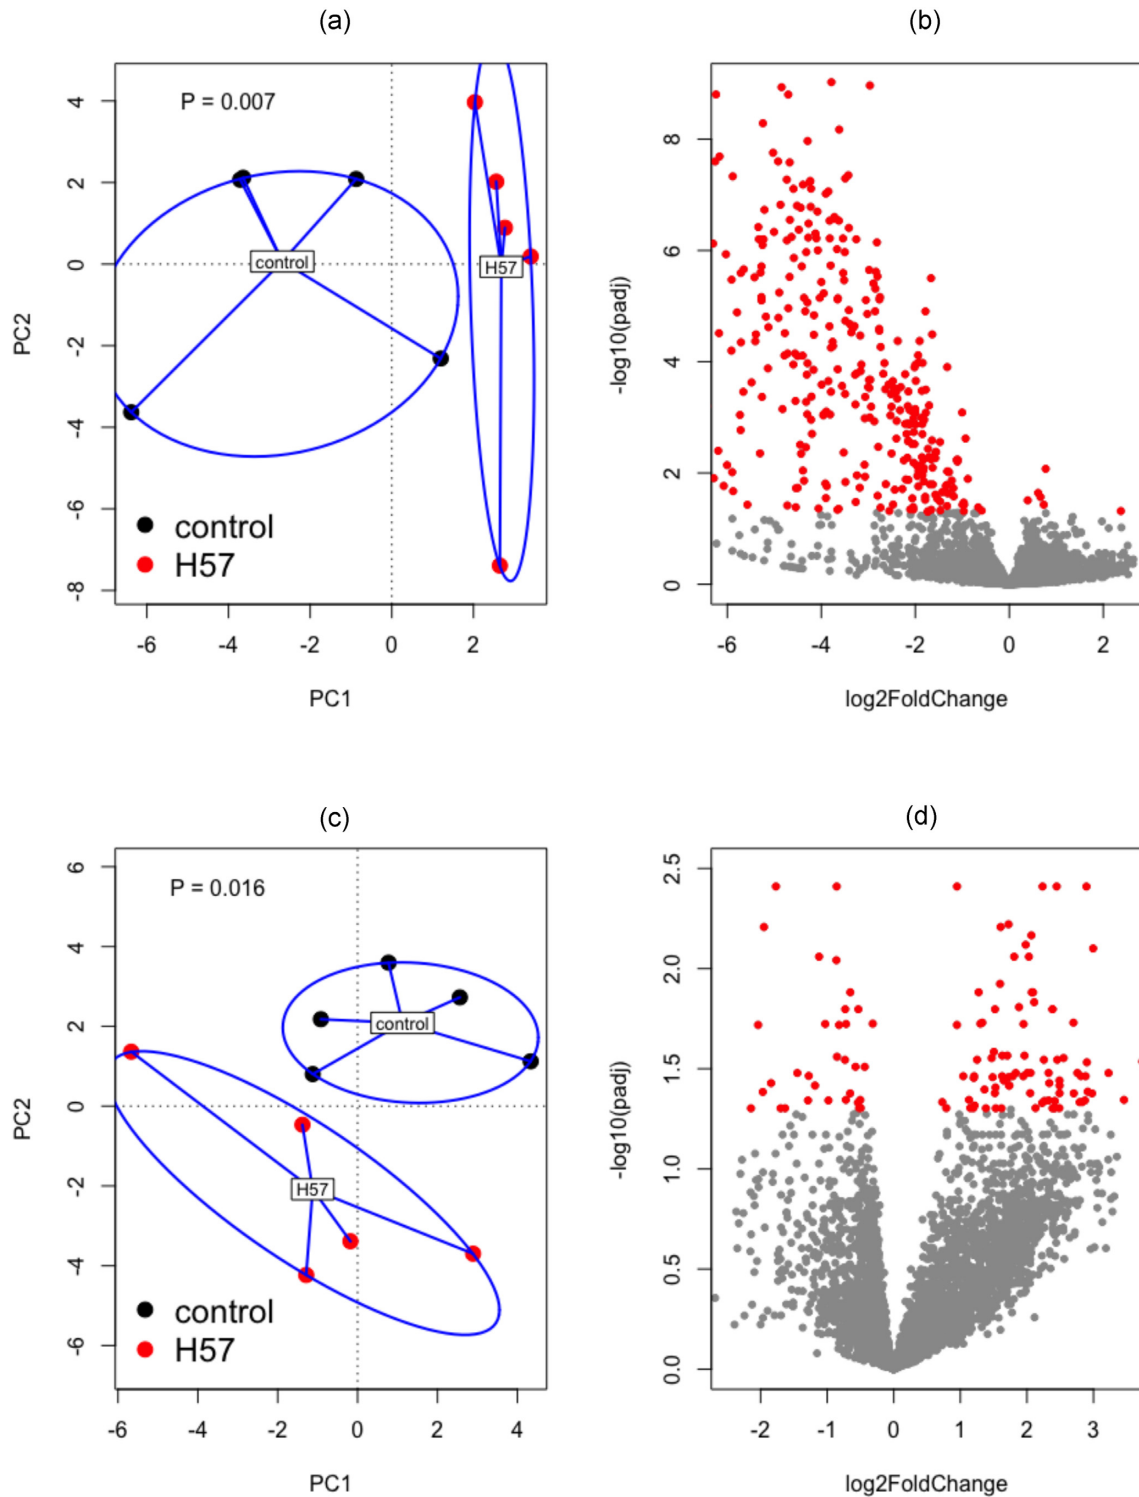 (a)
P = 0.007
control
H57
control
H57
PC2
4
2
0
-2
-4
-6
-8
-6
-4
-2
0
2
PC1
(b)
-log10(padj)
8
6
4
2
0
-6
-4
-2
0
2
log2FoldChange
(c)
P = 0.016
control
H57
control
H57
PC2
6
4
2
0
-2
-4
-6
-6
-4
-2
0
2
4
PC1
(d)
-log10(padj)
2.5
2.0
1.5
1.0
0.5
0.0
-2
-1
0
1
2
3
log2FoldChange